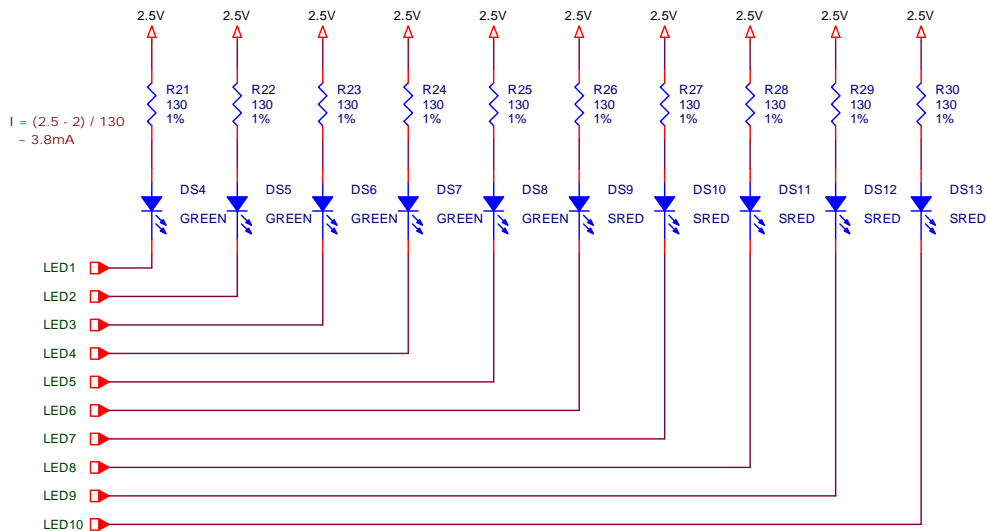 2.5V 2.5V 2.5V 2.5V 2.5V 2.5V 2.5V 2.5V 2.5V 2.5V
R21 R22 R23 R24 R25 R26 R27 R28 R29 R30
130 130 130 130 130 130 130 130 130 130
1% 1% 1% 1% 1% 1% 1% 1% 1% 1%
I = (2.5 - 2) / 130
~ 3.8mA
DS4 DS5 DS6 DS7 DS8 DS9 DS10 DS11 DS12 DS13
GREEN GREEN GREEN GREEN GREEN SRED SRED SRED SRED SRED
LED1
LED2
LED3
LED4
LED5
LED6
LED7
LED8
LED9
LED10